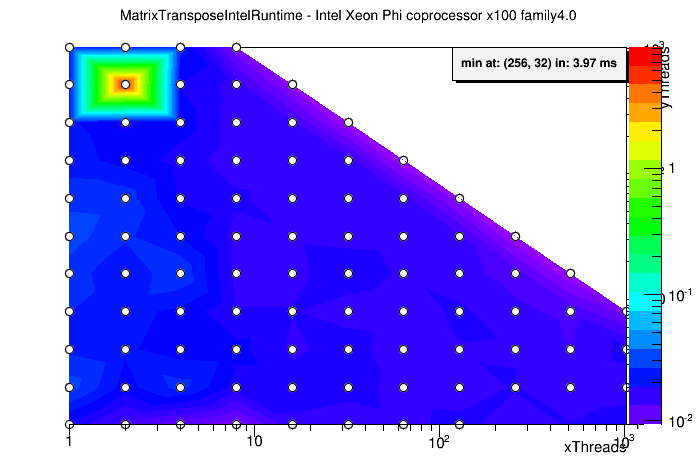 MatrixTransposeIntelRuntime - Intel Xeon Phi coprocessor x100 family4.0
min at: (256, 32) in: 3.97 ms
yThreads
1
10⁻¹
10⁻²
1
10
10²
10³
xThreads